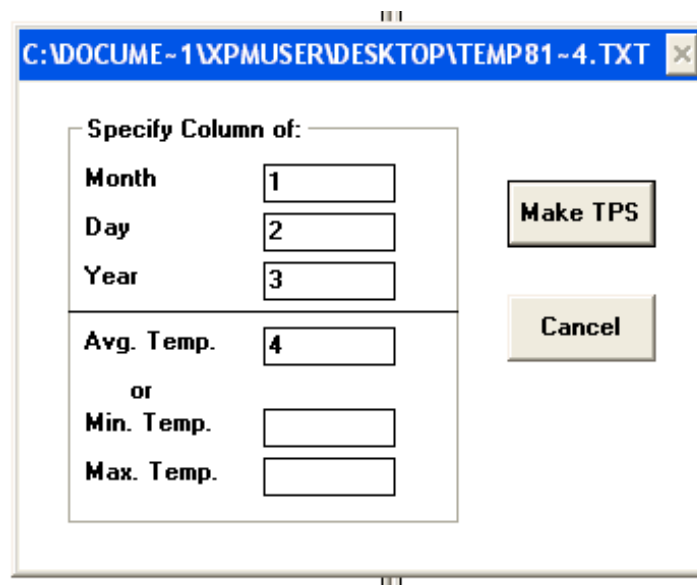 C:\DOCUME~1\XPMUSER\DESKTOP\TEMP81~4.TXT
Specify Column of:
Month 1
Day 2
Year 3
Make TPS
Avg. Temp. 4
Cancel
or
Min. Temp.
Max. Temp.